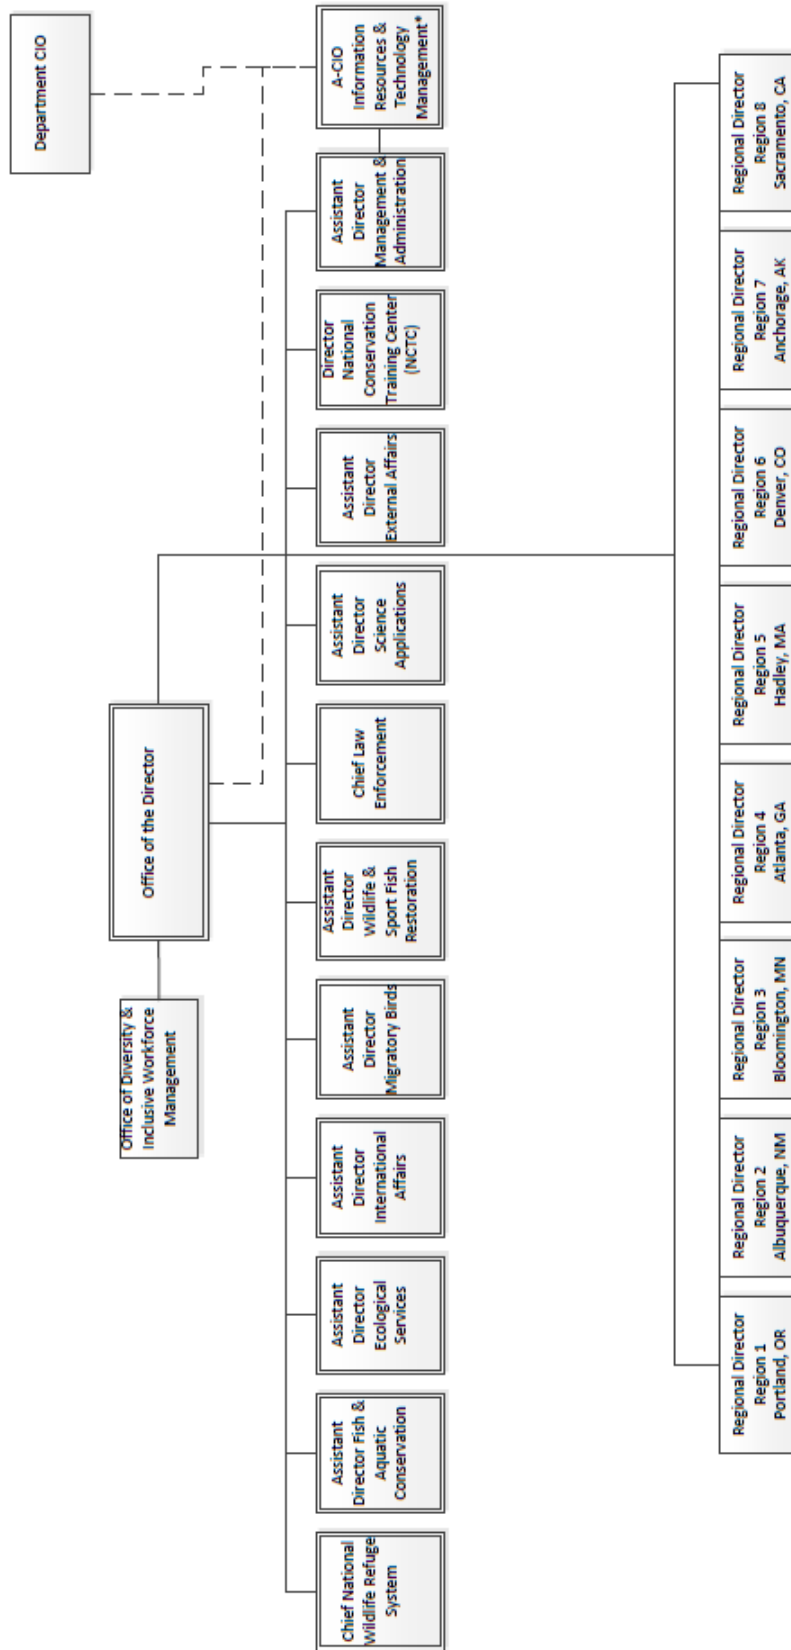 Department CIO
Office of the Director
Office of Diversity &
Inclusive Workforce
Management
Chief National
Wildlife Refuge
System
Assistant
Director Fish &
Aquatic
Conservation
Assistant
Director
Ecological
Services
Assistant
Director
International
Affairs
Assistant
Director
Migratory Birds
Assistant
Director
Wildlife &
Sport Fish
Restoration
Chief Law
Enforcement
Assistant
Director
Science
Applications
Assistant
Director
External Affairs
Director
National
Conservation
Training Center
(NCTC)
Assistant
Director
Management &
Administration
A-CIO
Information
Resources &
Technology
Management*
Regional Director
Region 1
Portland, OR
Regional Director
Region 2
Albuquerque, NM
Regional Director
Region 3
Bloomington, MN
Regional Director
Region 4
Atlanta, GA
Regional Director
Region 5
Hadley, MA
Regional Director
Region 6
Denver, CO
Regional Director
Region 7
Anchorage, AK
Regional Director
Region 8
Sacramento, CA